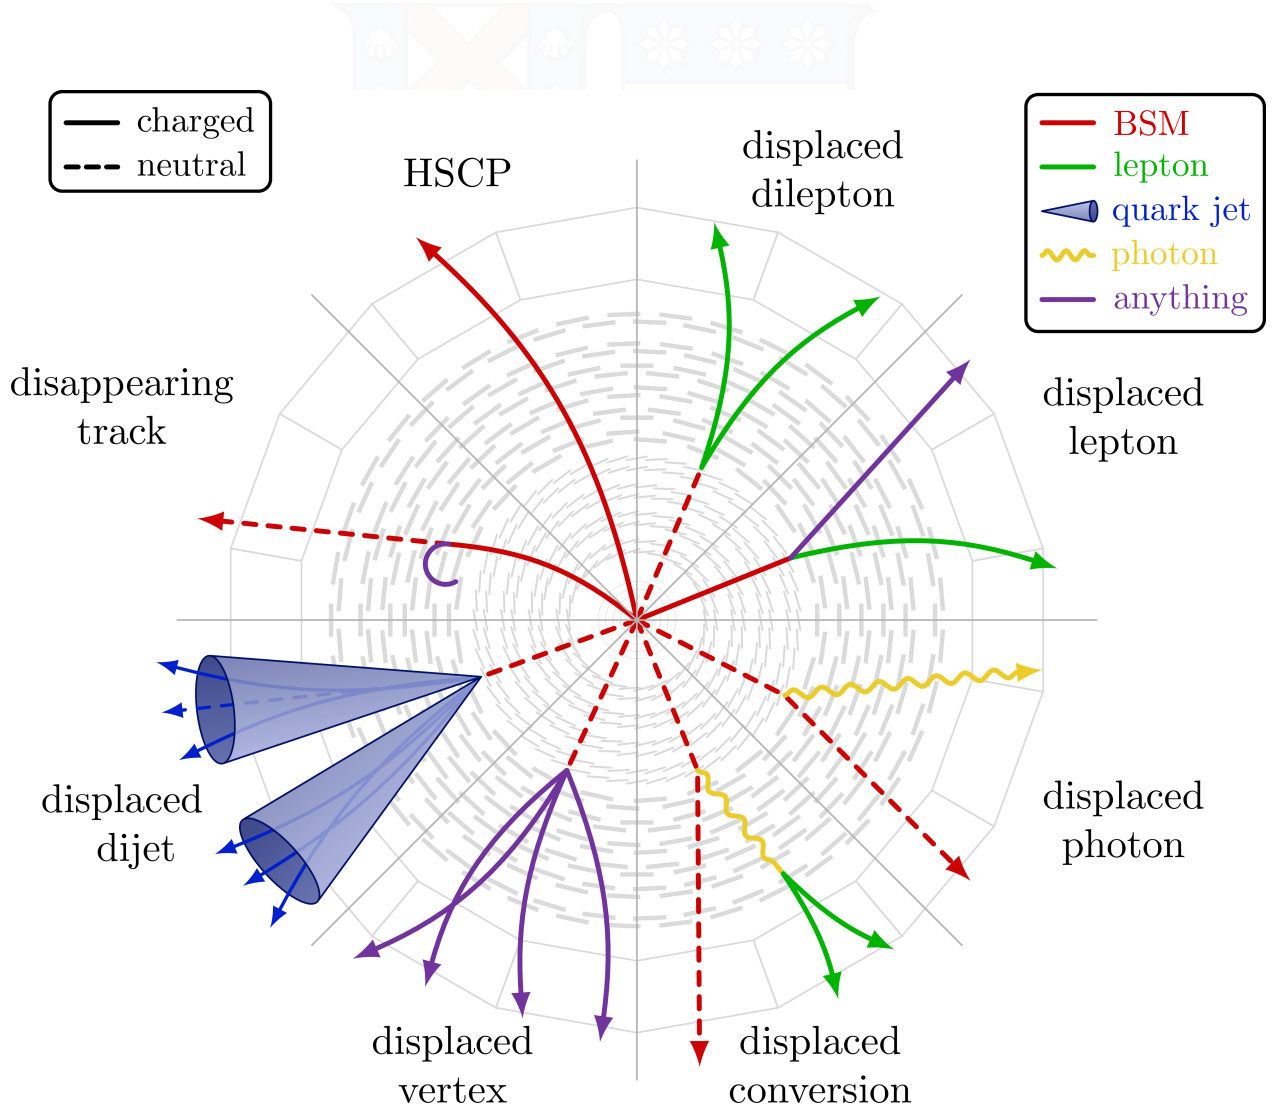 charged
neutral
HSCP
displaced
dilepton
BSM
lepton
quark jet
photon
anything
disappearing
track
displaced
lepton
displaced
dijet
displaced
photon
displaced
vertex
displaced
conversion